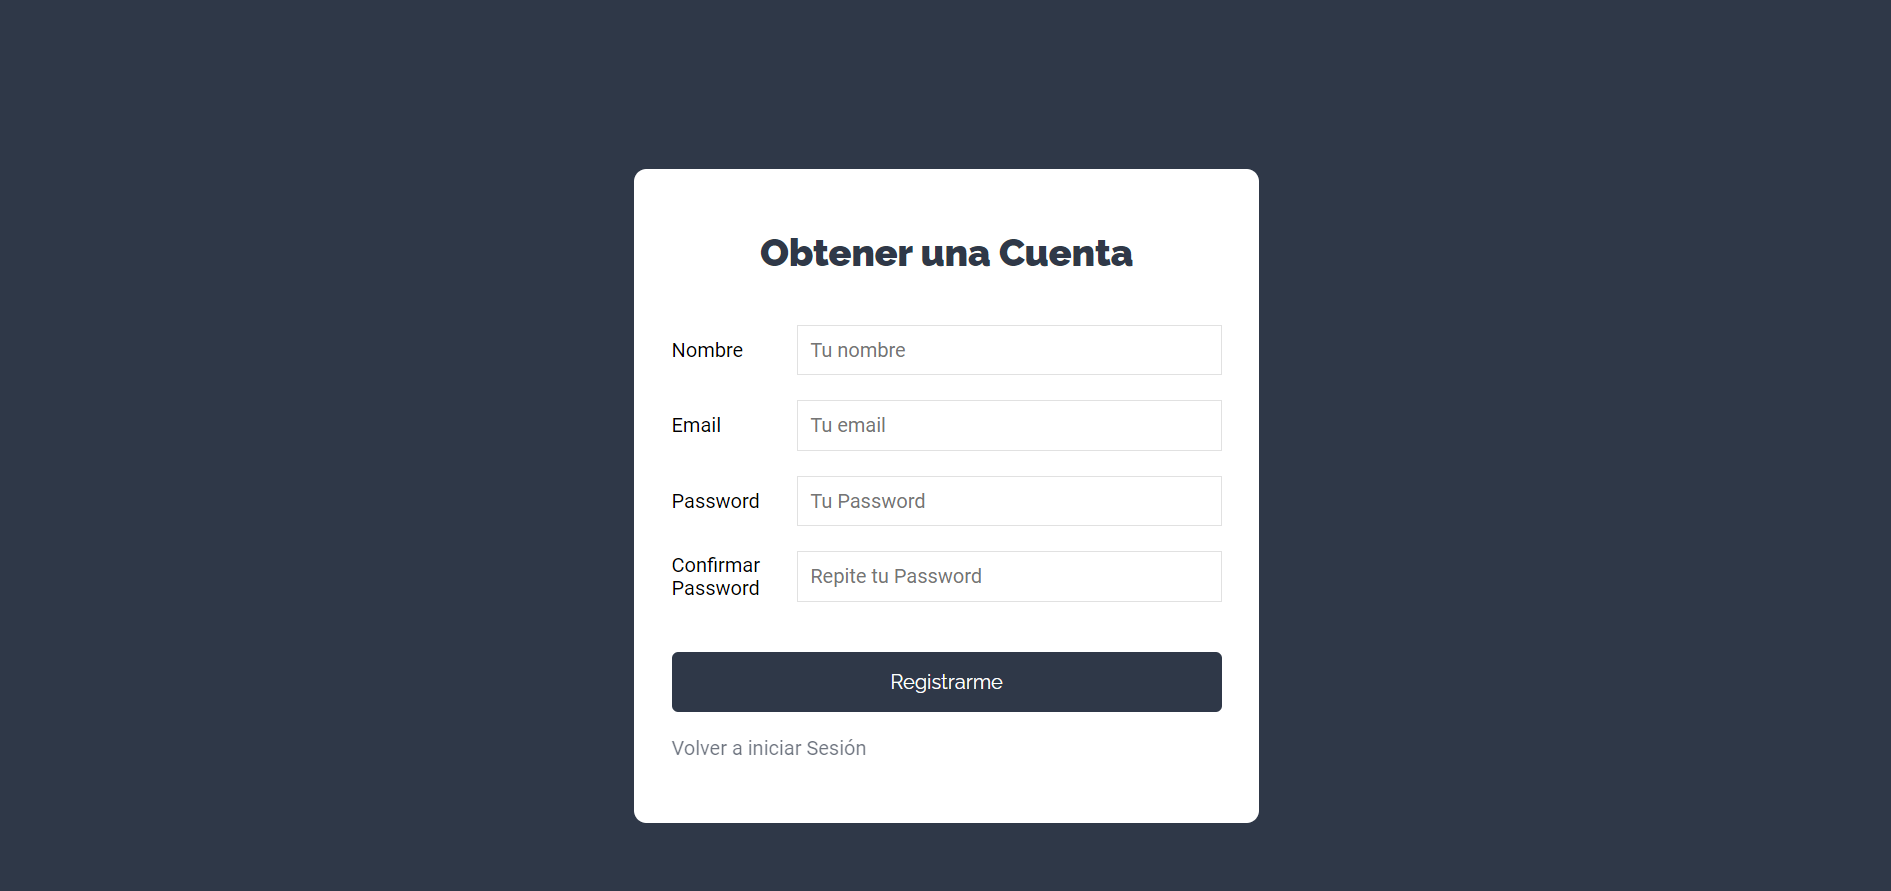 Obtener una Cuenta
Nombre
Tu nombre
Email
Tu email
Password
Tu Password
Confirmar
Password
Repite tu Password
Registrarme
Volver a iniciar Sesión